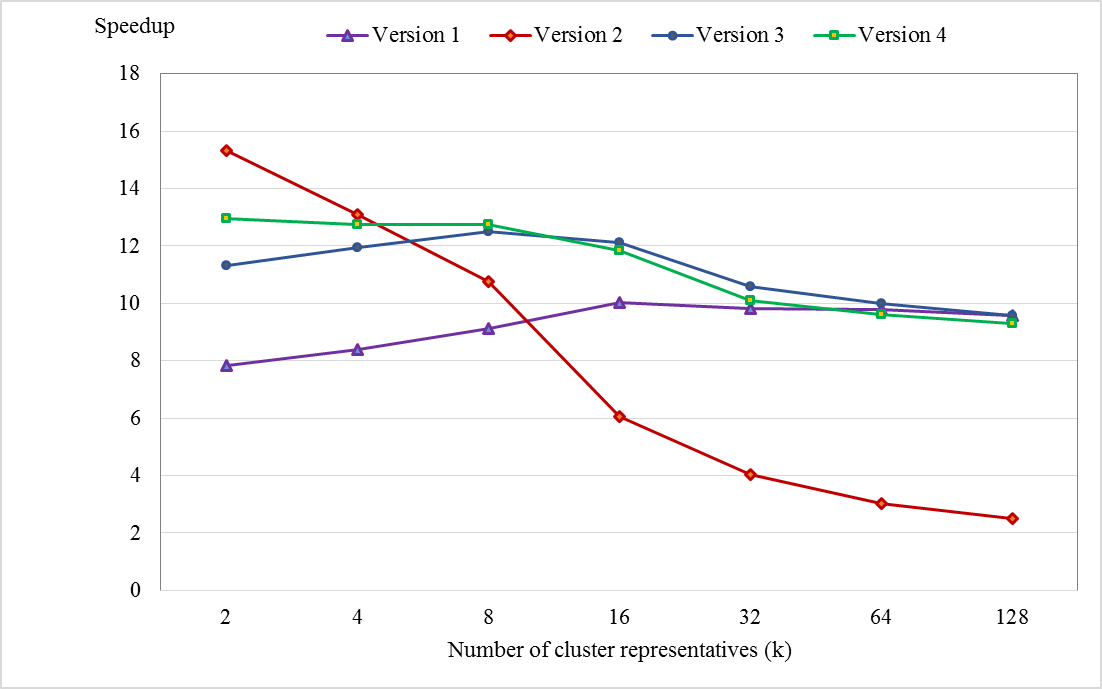 Speedup
Version 1 Version 2 Version 3 Version 4
18
16
14
12
10
8
6
4
2
0
2 4 8 16 32 64 128
Number of cluster representatives (k)